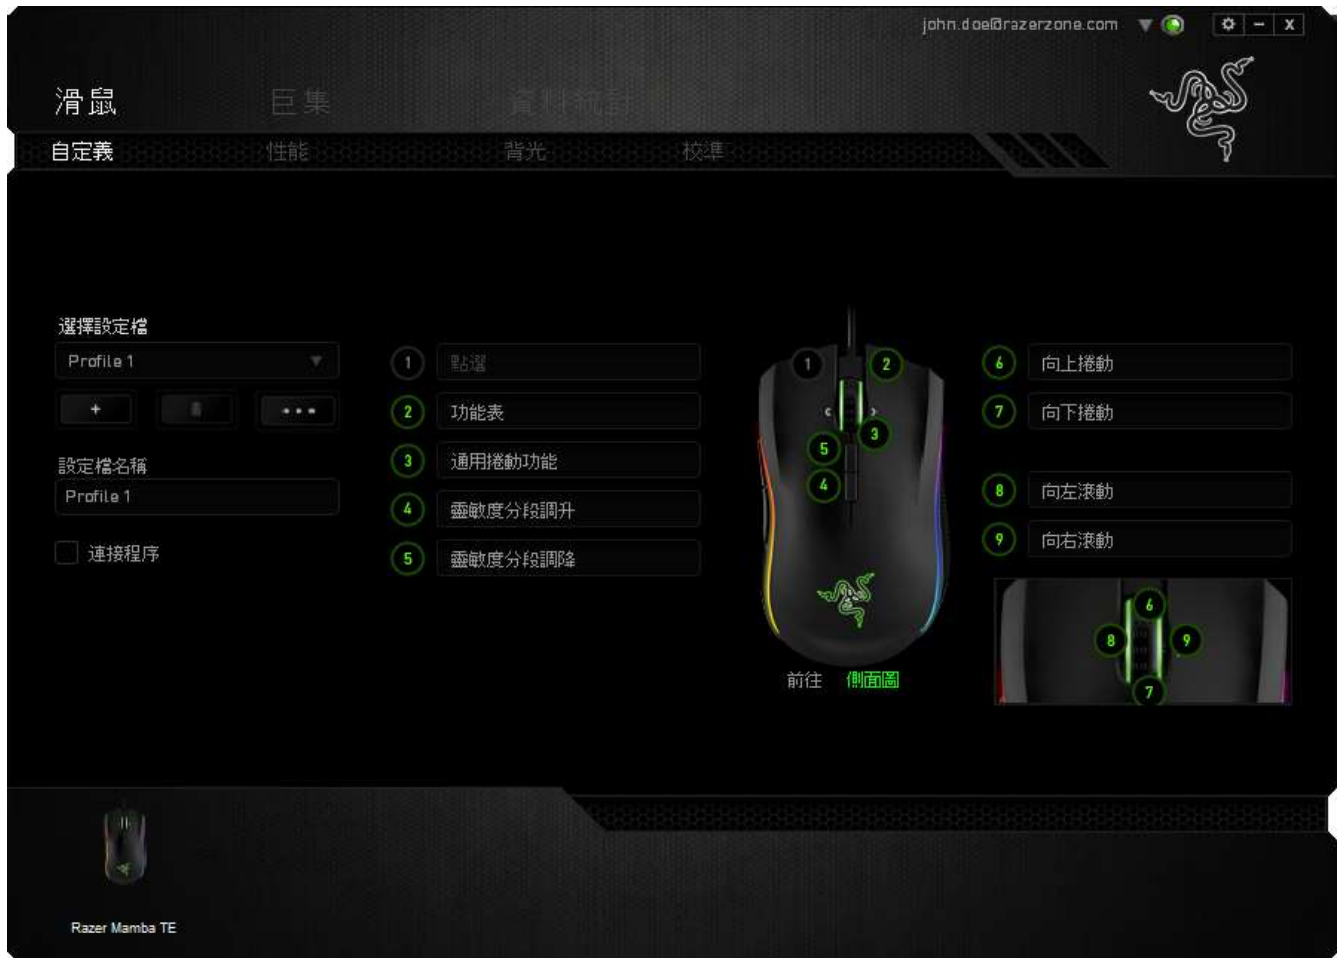 john.doe@razerzone.com
滑鼠 巨集 資料統計
自定義 性能 背光 校準
選擇設定檔
Profile 1
+
設定檔名稱
Profile 1
連接程序
1 點選
2 功能表
3 通用捲動功能
4 靈敏度分段調升
5 靈敏度分段調降
1 2
3
5
4
前往 側面圖
6 向上捲動
7 向下捲動
8 向左滾動
9 向右滾動
6
8 9
7
Razer Mamba TE